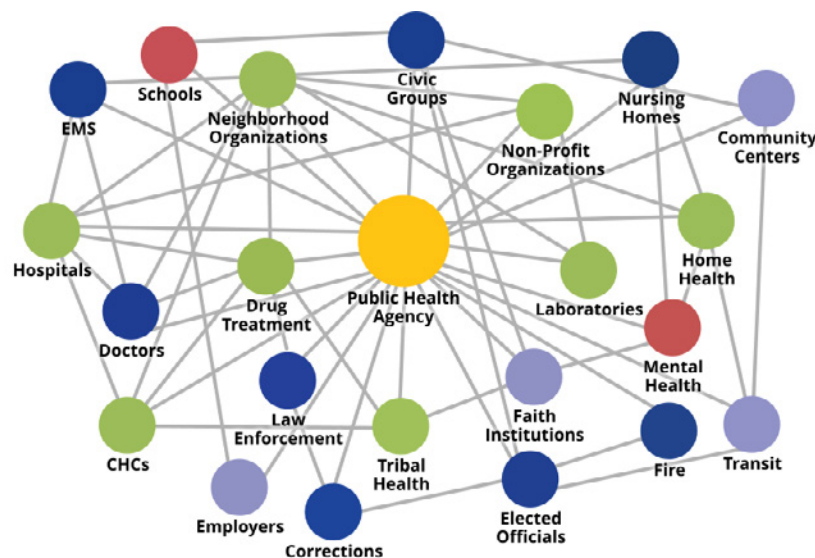 Civic
Groups
Schools
EMS
Neighborhood
Organizations
Nursing
Homes
Community
Centers
Non-Profit
Organizations
Hospitals
Drug
Treatment
Public Health
Agency
Laboratories
Home
Health
Doctors
Mental
Health
Law
Enforcement
Faith
Institutions
CHCs
Tribal
Health
Fire
Transit
Employers
Corrections
Elected
Officials